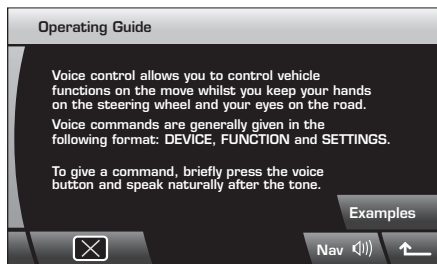 Operating Guide
Voice control allows you to control vehicle
functions on the move whilst you keep your hands
on the steering wheel and your eyes on the road.
Voice commands are generally given in the
following format: DEVICE, FUNCTION and SETTINGS.
To give a command, briefly press the voice
button and speak naturally after the tone.
Examples
Nav